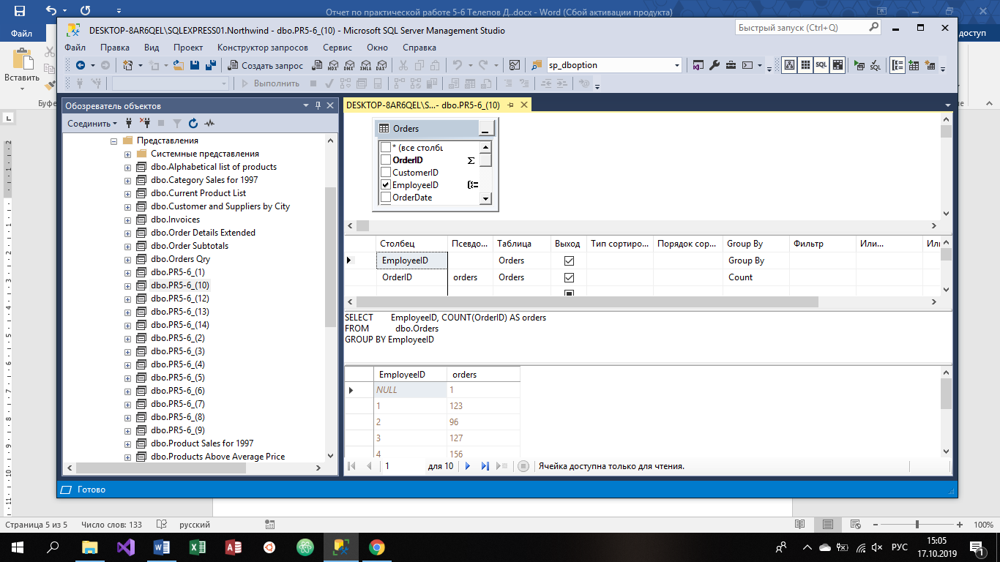 Отчет по практической работе 5-6 Телепов Д..docx - Word (Сбой активации продукта)
Файл
доступ
Вставить
Буфе
DESKTOP-8AR6QEL\SQLEXPRESS01.Northwind - dbo.PR5-6_(10) - Microsoft SQL Server Management Studio
Быстрый запуск (Ctrl+Q)
Файл Правка Вид Проект Конструктор запросов Сервис Окно Справка
Создать запрос MDX DMX XMLA DAX sp_dboption SQL SQL
Выполнить
Обозреватель объектов
Соединить
Представления
Системные представления
dbo.Alphabetical list of products
dbo.Category Sales for 1997
dbo.Current Product List
dbo.Customer and Suppliers by City
dbo.Invoices
dbo.Order Details Extended
dbo.Order Subtotals
dbo.Orders Qry
dbo.PR5-6_(1)
dbo.PR5-6_(10)
dbo.PR5-6_(12)
dbo.PR5-6_(13)
dbo.PR5-6_(14)
dbo.PR5-6_(2)
dbo.PR5-6_(3)
dbo.PR5-6_(4)
dbo.PR5-6_(5)
dbo.PR5-6_(6)
dbo.PR5-6_(7)
dbo.PR5-6_(8)
dbo.PR5-6_(9)
dbo.Product Sales for 1997
dbo.Products Above Average Price
DESKTOP-8AR6QEL\S...- dbo.PR5-6_(10)
Orders
* (все столбц
OrderID
CustomerID
EmployeeID
OrderDate
Столбец Псевдо... Таблица Выход Тип сортиро... Порядок сор... Group By Фильтр Или... Или
EmployeeID Orders Group By
OrderID orders Orders Count
SELECT EmployeeID, COUNT(OrderID) AS orders
FROM dbo.Orders
GROUP BY EmployeeID
EmployeeID orders
NULL 1
1 123
2 96
3 127
4 156
1 для 10 Ячейка доступна только для чтения.
Готово
Страница 5 из 5 Число слов: 133 русский 100%
РУС 15:05
17.10.2019
1